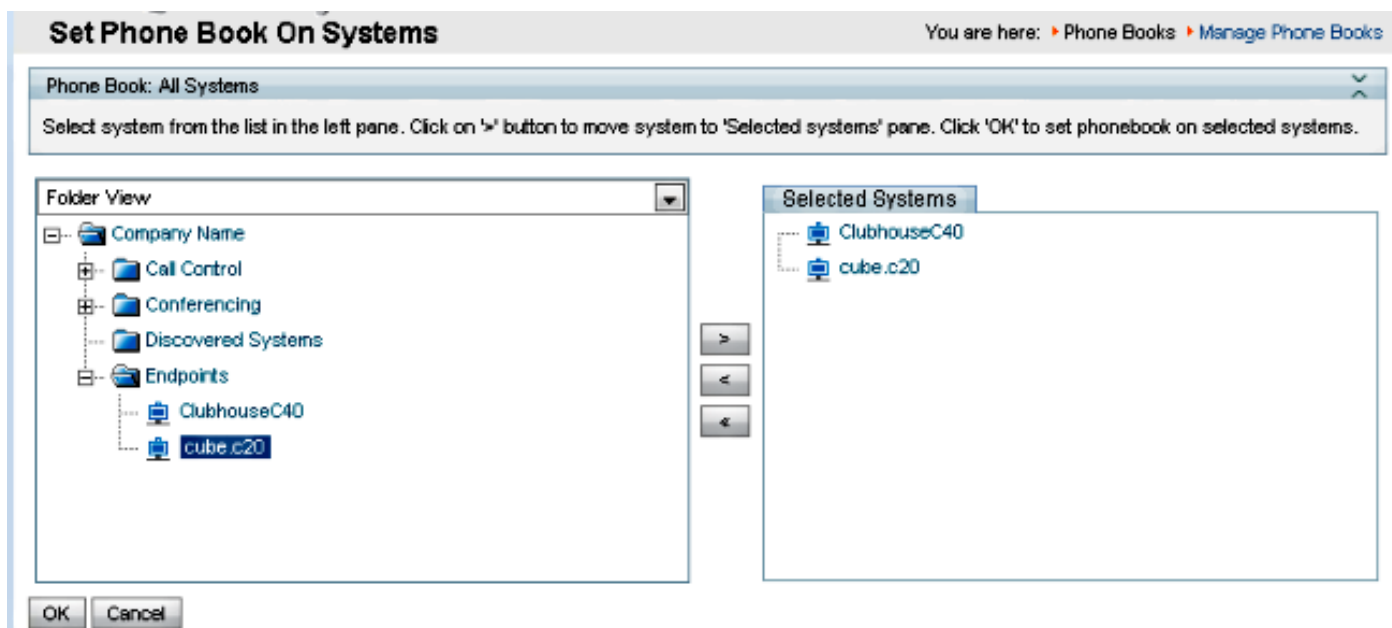 Set Phone Book On Systems
You are here: Phone Books Manage Phone Books
Phone Book: All Systems
Select system from the list in the left pane. Click on '>' button to move system to 'Selected systems' pane. Click 'OK' to set phonebook on selected systems.
Folder View
Company Name
Call Control
Conferencing
Discovered Systems
Endpoints
ClubhouseC40
cube.c20
>
<
«
Selected Systems
ClubhouseC40
cube.c20
OK Cancel